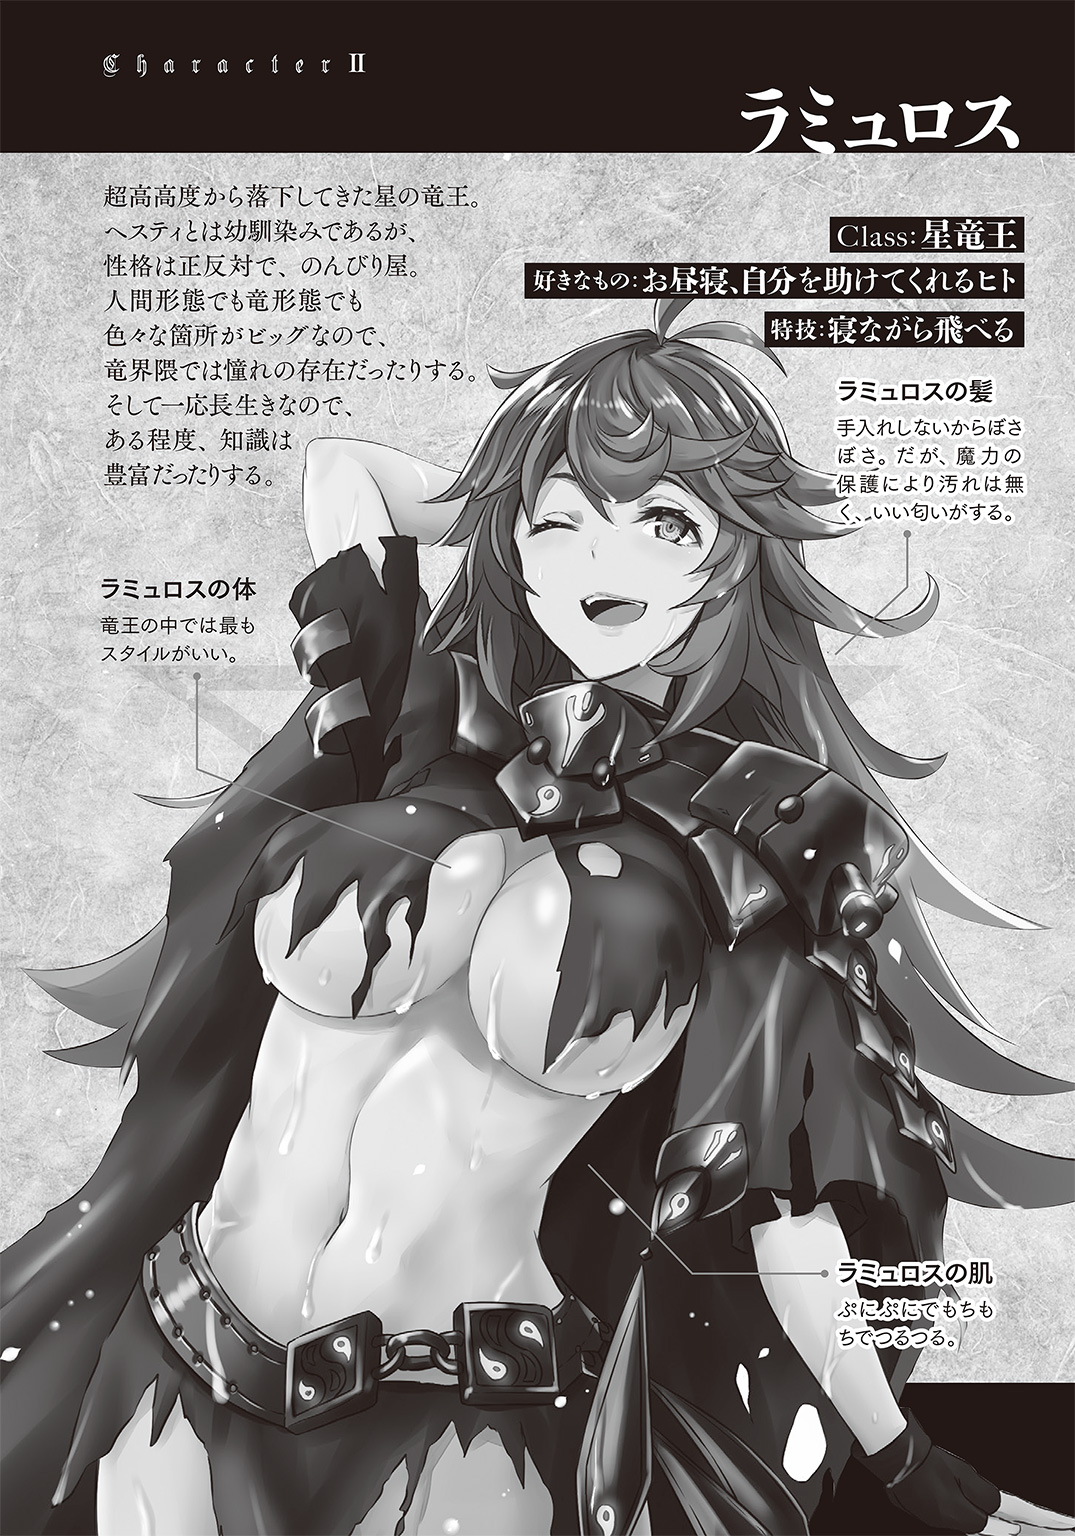 Character Ⅱ
ラミュロス
超高高度から落下してきた星の竜王。
ヘスティとは幼馴染みであるが、
性格は正反対で、のんびり屋。
人間形態でも竜形態でも
色々な箇所がビッグなので、
竜界隈では憧れの存在だったりする。
そして一応長生きなので、
ある程度、知識は
豊富だったりする。
Class：星竜王
好きなもの：お昼寝、自分を助けてくれるヒト
特技：寝ながら飛べる
ラミュロスの髪
手入れしないからぼさ
ぼさ。だが、魔力の
保護により汚れは無
く、いい匂いがする。
ラミュロスの体
竜王の中では最も
スタイルがいい。
ラミュロスの肌
ぷにぷにでもちも
ちでつるつる。